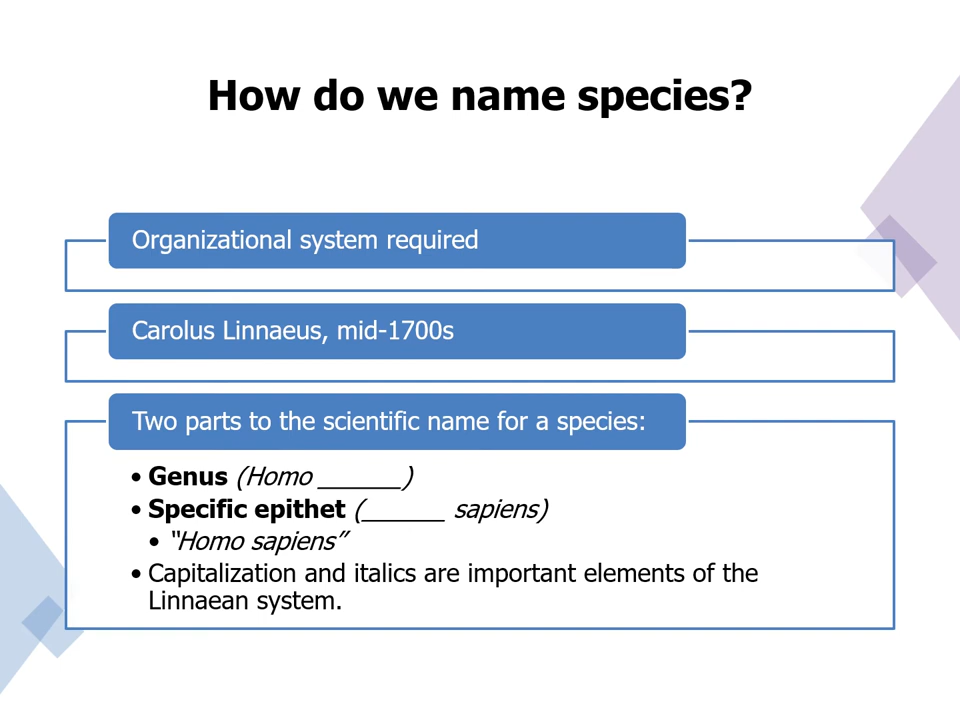 How do we name species?
Organizational system required
Carolus Linnaeus, mid-1700s
Two parts to the scientific name for a species:
• Genus (Homo ______)
• Specific epithet (______ sapiens)
• “Homo sapiens”
• Capitalization and italics are important elements of the
Linnaean system.